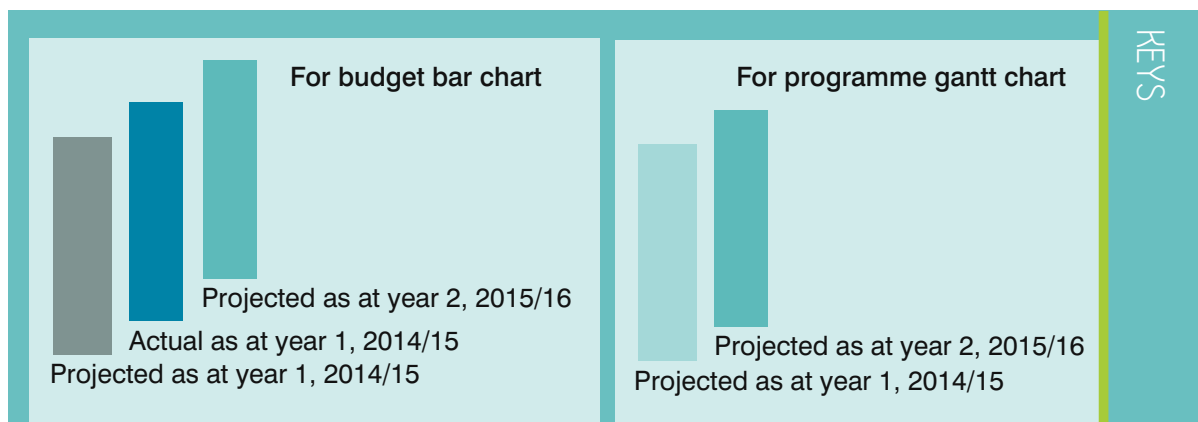 For budget bar chart
Projected as at year 2, 2015/16
Actual as at year 1, 2014/15
Projected as at year 1, 2014/15
For programme gantt chart
Projected as at year 2, 2015/16
Projected as at year 1, 2014/15
KEYS